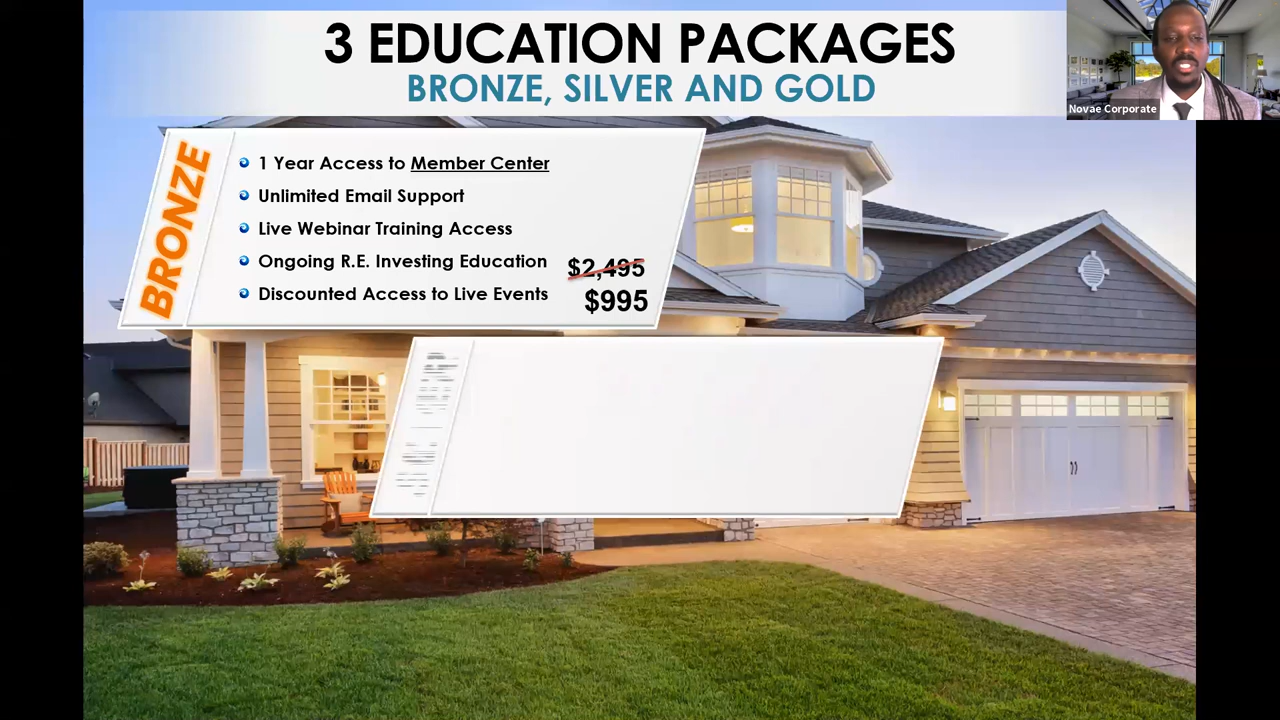 3 EDUCATION PACKAGES
BRONZE, SILVER AND GOLD
Novae Corporate
BRONZE
1 Year Access to Member Center
Unlimited Email Support
Live Webinar Training Access
Ongoing R.E. Investing Education
Discounted Access to Live Events
$2,495
$995